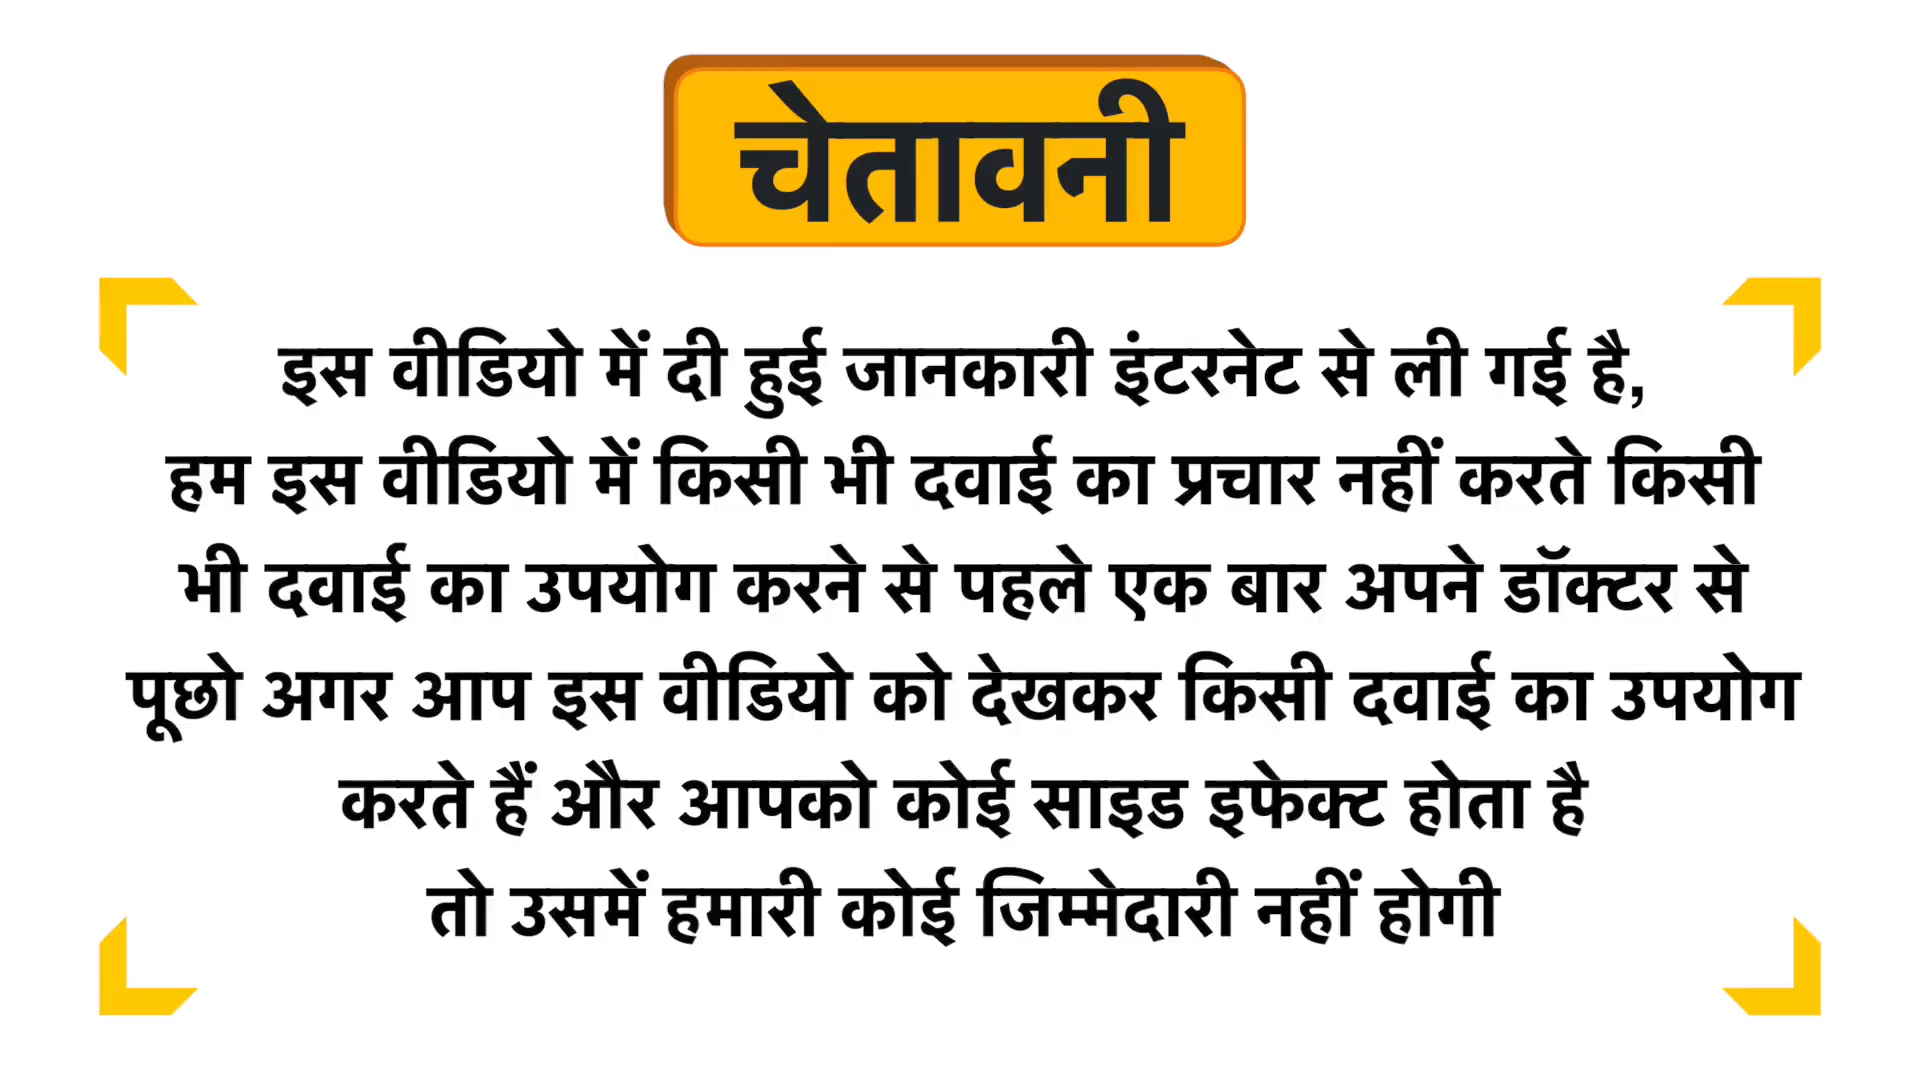 चेतावनी
इस वीडियो में दी हुई जानकारी इंटरनेट से ली गई है,
हम इस वीडियो में किसी भी दवाई का प्रचार नहीं करते किसी
भी दवाई का उपयोग करने से पहले एक बार अपने डॉक्टर से
पूछो अगर आप इस वीडियो को देखकर किसी दवाई का उपयोग
करते हैं और आपको कोई साइड इफेक्ट होता है
तो उसमें हमारी कोई जिम्मेदारी नहीं होगी